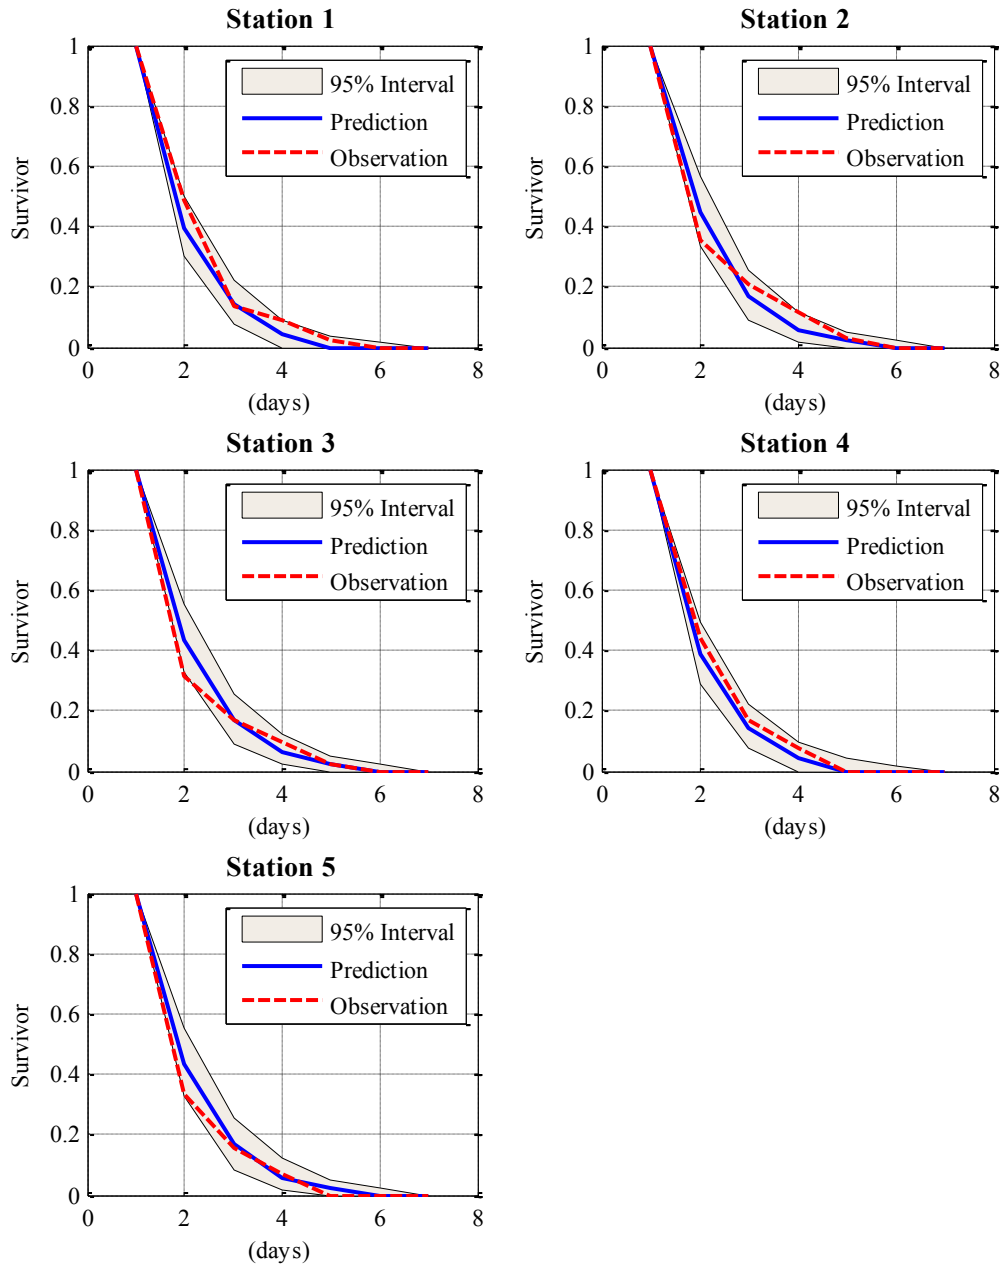 Station 1
1
0.8
0.6
0.4
0.2
0
Survivor
95% Interval
Prediction
Observation
0 2 4 6 8
(days)
Station 2
1
0.8
0.6
0.4
0.2
0
Survivor
95% Interval
Prediction
Observation
0 2 4 6 8
(days)
Station 3
1
0.8
0.6
0.4
0.2
0
Survivor
95% Interval
Prediction
Observation
0 2 4 6 8
(days)
Station 4
1
0.8
0.6
0.4
0.2
0
Survivor
95% Interval
Prediction
Observation
0 2 4 6 8
(days)
Station 5
1
0.8
0.6
0.4
0.2
0
Survivor
95% Interval
Prediction
Observation
0 2 4 6 8
(days)